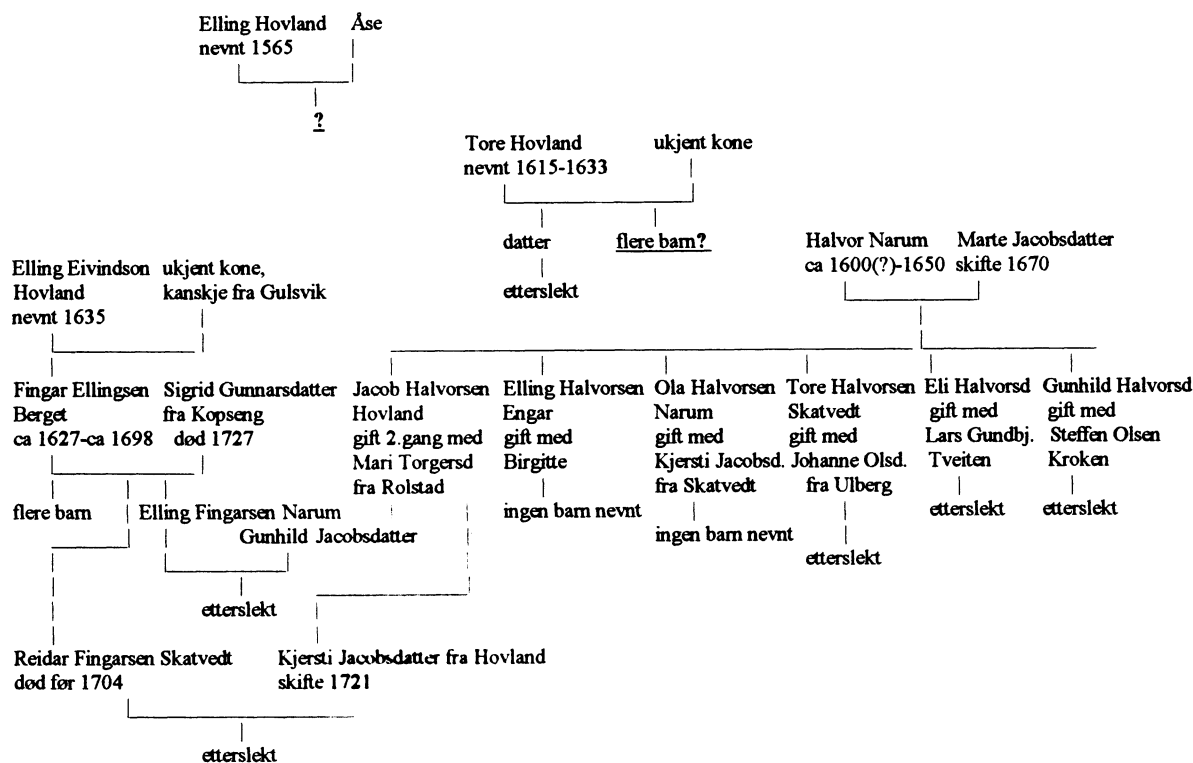 Elling Hovland Åse
nevnt 1565
?
Tore Hovland ukjent kone
nevnt 1615-1633
datter flere barn?
etterslekt
Halvor Narum Marte Jacobsdatter
ca 1600(?)-1650 skifte 1670
Elling Eivindson ukjent kone,
Hovland kanskje fra Gulsvik
nevnt 1635
Fingar Ellingsen
Berget
ca 1627-ca 1698
Sigrid Gunnarsdatter
fra Kopseng
død 1727
Jacob Halvorsen
Hovland
gift 2.gang med
Mari Torgersd
fra Rolstad
Elling Halvorsen
Engar
gift med
Birgitte
ingen barn nevnt
Ola Halvorsen
Narum
gift med
Kjersti Jacobsd.
fra Skatvedt
ingen barn nevnt
Tore Halvorsen
Skatvedt
gift med
Johanne Olsd.
fra Ulberg
etterslekt
Eli Halvorsd
gift med
Lars Gundbj.
Tveiten
etterslekt
Gunhild Halvorsd
gift med
Steffen Olsen
Kroken
etterslekt
flere barn
Elling Fingarsen Narum
Gunhild Jacobsdatter
etterslekt
Reidar Fingarsen Skatvedt Kjersti Jacobsdatter fra Hovland
død før 1704 skifte 1721
etterslekt